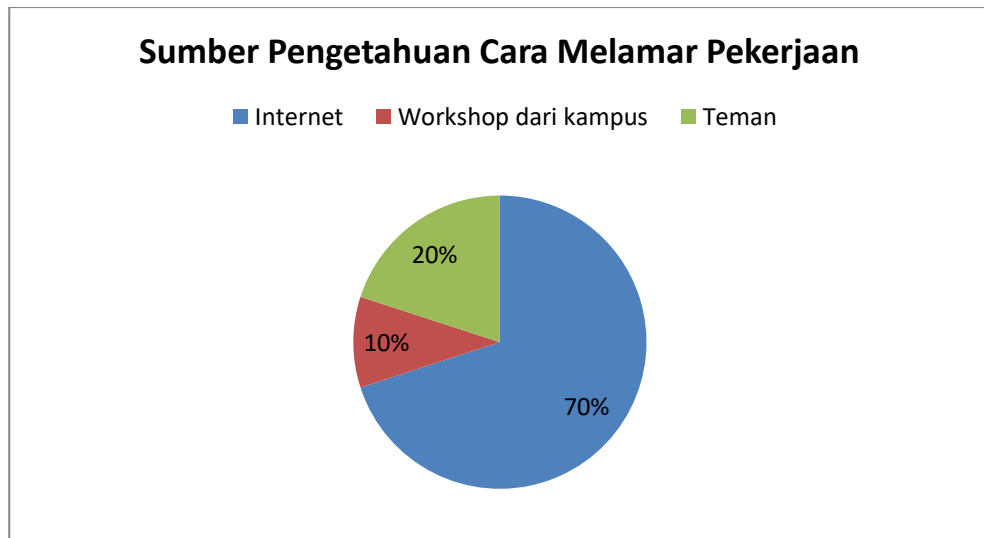 Sumber Pengetahuan Cara Melamar Pekerjaan
Internet Workshop dari kampus Teman
20%
10%
70%